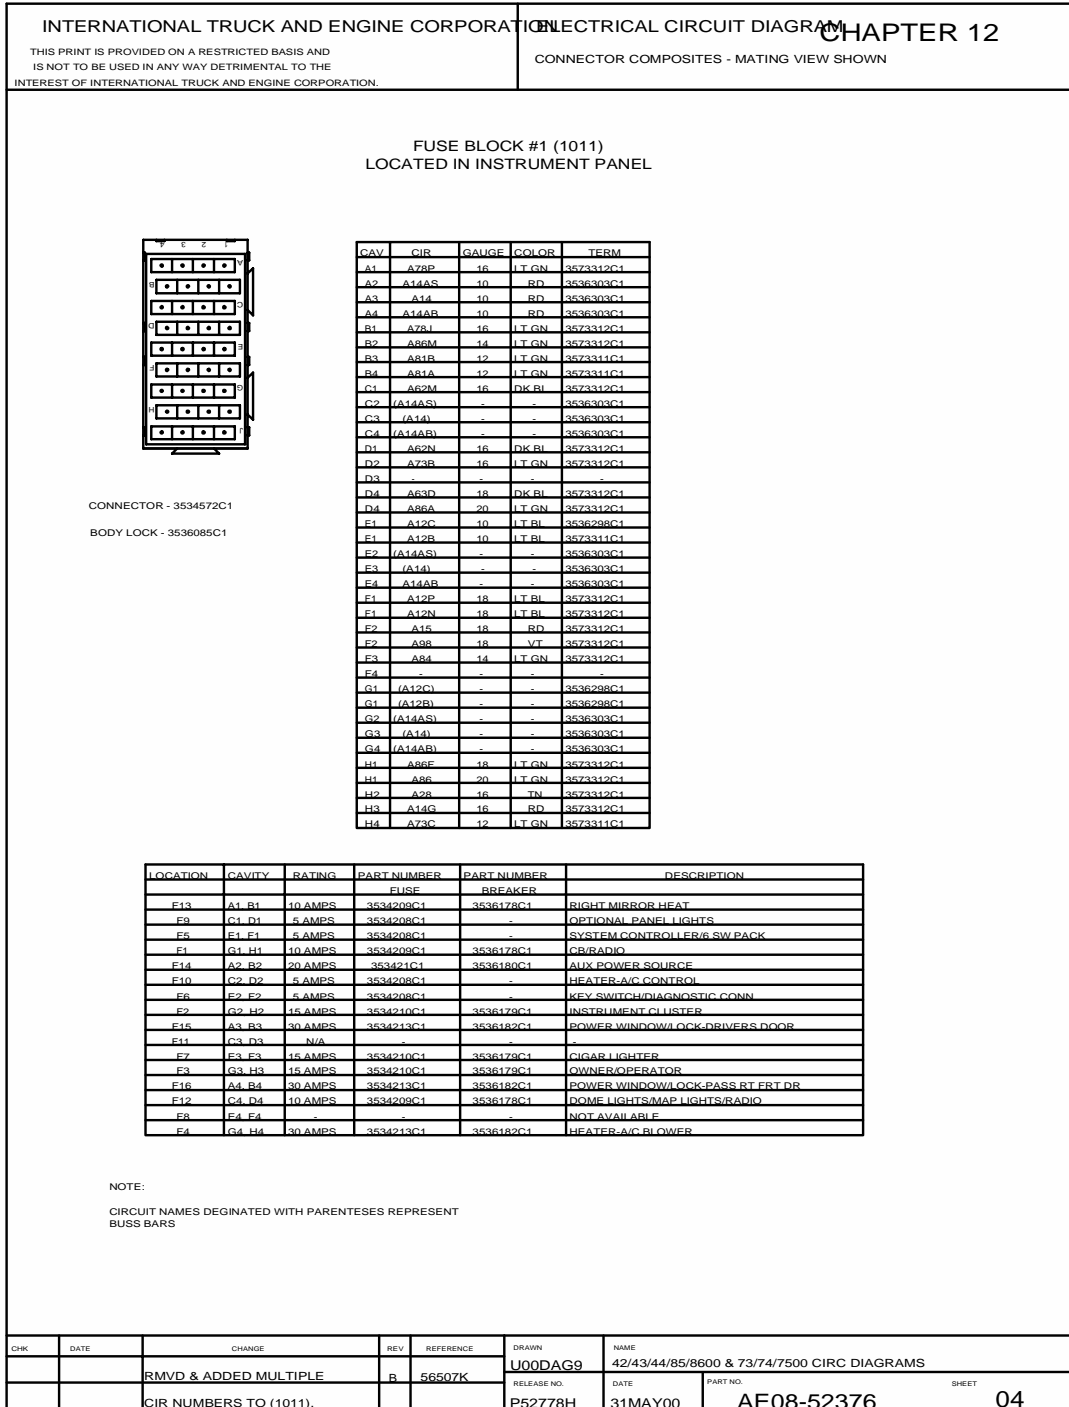 INTERNATIONAL TRUCK AND ENGINE CORPORATION
THIS PRINT IS PROVIDED ON A RESTRICTED BASIS AND
IS NOT TO BE USED IN ANY WAY DETRIMENTAL TO THE
INTEREST OF INTERNATIONAL TRUCK AND ENGINE CORPORATION.
ELECTRICAL CIRCUIT DIAGRAM
CHAPTER 12
CONNECTOR COMPOSITES - MATING VIEW SHOWN
FUSE BLOCK #1 (1011)
LOCATED IN INSTRUMENT PANEL
4 3 2 1
A
B
C
D
E
F
G
H
J
CONNECTOR - 3534572C1
BODY LOCK - 3536085C1
CAV CIR GAUGE COLOR TERM
A1 A78P 16 LT GN 3573312C1
A2 A14AS 10 RD 3536303C1
A3 A14 10 RD 3536303C1
A4 A14AB 10 RD 3536303C1
B1 A78J 16 LT GN 3573312C1
B2 A86M 14 LT GN 3573312C1
B3 A81B 12 LT GN 3573311C1
B4 A81A 12 LT GN 3573311C1
C1 A62M 16 DK BL 3573312C1
C2 (A14AS) - - 3536303C1
C3 (A14) - - 3536303C1
C4 (A14AB) - - 3536303C1
D1 A62N 16 DK BL 3573312C1
D2 A73B 16 LT GN 3573312C1
D3 - - - -
D4 A63D 18 DK BL 3573312C1
D4 A86A 20 LT GN 3573312C1
E1 A12C 10 LT BL 3536298C1
E1 A12B 10 LT BL 3573311C1
E2 (A14AS) - - 3536303C1
E3 (A14) - - 3536303C1
E4 A14AB - - 3536303C1
F1 A12P 18 LT BL 3573312C1
F1 A12N 18 LT BL 3573312C1
F2 A15 18 RD 3573312C1
F2 A98 18 VT 3573312C1
F3 A84 14 LT GN 3573312C1
F4 - - - -
G1 (A12C) - - 3536298C1
G1 (A12B) - - 3536298C1
G2 (A14AS) - - 3536303C1
G3 (A14) - - 3536303C1
G4 (A14AB) - - 3536303C1
H1 A86E 18 LT GN 3573312C1
H1 A86 20 LT GN 3573312C1
H2 A28 16 TN 3573312C1
H3 A14G 16 RD 3573312C1
H4 A73C 12 LT GN 3573311C1
LOCATION CAVITY RATING PART NUMBER PART NUMBER DESCRIPTION
FUSE BREAKER
F13 A1, B1 10 AMPS 3534209C1 3536178C1 RIGHT MIRROR HEAT
F9 C1, D1 5 AMPS 3534208C1 - OPTIONAL PANEL LIGHTS
F5 E1, F1 5 AMPS 3534208C1 - SYSTEM CONTROLLER/6 SW PACK
F1 G1, H1 10 AMPS 3534209C1 3536178C1 CB/RADIO
F14 A2, B2 20 AMPS 353421C1 3536180C1 AUX POWER SOURCE
F10 C2, D2 5 AMPS 3534208C1 - HEATER-A/C CONTROL
F6 E2, F2 5 AMPS 3534208C1 - KEY SWITCH/DIAGNOSTIC CONN
F2 G2, H2 15 AMPS 3534210C1 3536179C1 INSTRUMENT CLUSTER
F15 A3, B3 30 AMPS 3534213C1 3536182C1 POWER WINDOW/LOCK-DRIVERS DOOR
F11 C3, D3 N/A - - -
F7 E3, F3 15 AMPS 3534210C1 3536179C1 CIGAR LIGHTER
F3 G3, H3 15 AMPS 3534210C1 3536179C1 OWNER/OPERATOR
F16 A4, B4 30 AMPS 3534213C1 3536182C1 POWER WINDOW/LOCK-PASS RT FRT DR
F12 C4, D4 10 AMPS 3534209C1 3536178C1 DOME LIGHTS/MAP LIGHTS/RADIO
F8 E4, F4 - - - NOT AVAILABLE
F4 G4, H4 30 AMPS 3534213C1 3536182C1 HEATER-A/C BLOWER
NOTE:
CIRCUIT NAMES DEGINATED WITH PARENTESES REPRESENT
BUSS BARS
CHK DATE CHANGE REV REFERENCE DRAWN NAME
RMVD & ADDED MULTIPLE B 56507K U00DAG9 42/43/44/85/8600 & 73/74/7500 CIRC DIAGRAMS
RELEASE NO. DATE PART NO. SHEET
CIR NUMBERS TO (1011). P52778H 31MAY00 AE08-52376 04